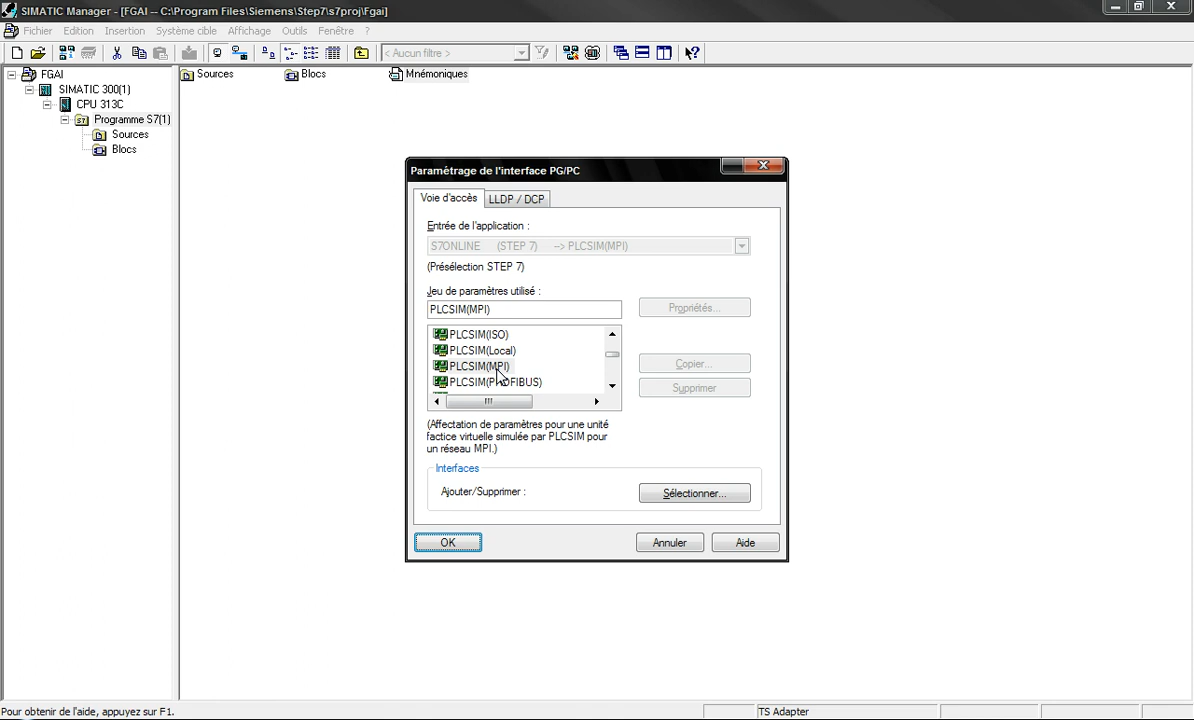 SIMATIC Manager - [FGAI -- C:\Program Files\Siemens\Step7\s7proj\Fgai]
Fichier Edition Insertion Système cible Affichage Outils Fenêtre ?
< Aucun filtre >
FGAI
SIMATIC 300(1)
CPU 313C
Programme S7(1)
Sources
Blocs
Sources Blocs Mnémoniques
Paramétrage de l'interface PG/PC
Voie d'accès LLDP / DCP
Entrée de l'application :
S7ONLINE (STEP 7) --> PLCSIM(MPI)
(Présélection STEP 7)
Jeu de paramètres utilisé :
PLCSIM(MPI)
Propriétés...
PLCSIM(ISO)
PLCSIM(Local)
PLCSIM(MPI)
PLCSIM(PROFIBUS)
Copier...
Supprimer
(Affectation de paramètres pour une unité
factice virtuelle simulée par PLCSIM pour
un réseau MPI.)
Interfaces
Ajouter/Supprimer :
Sélectionner...
OK Annuler Aide
Pour obtenir de l'aide, appuyez sur F1.
TS Adapter